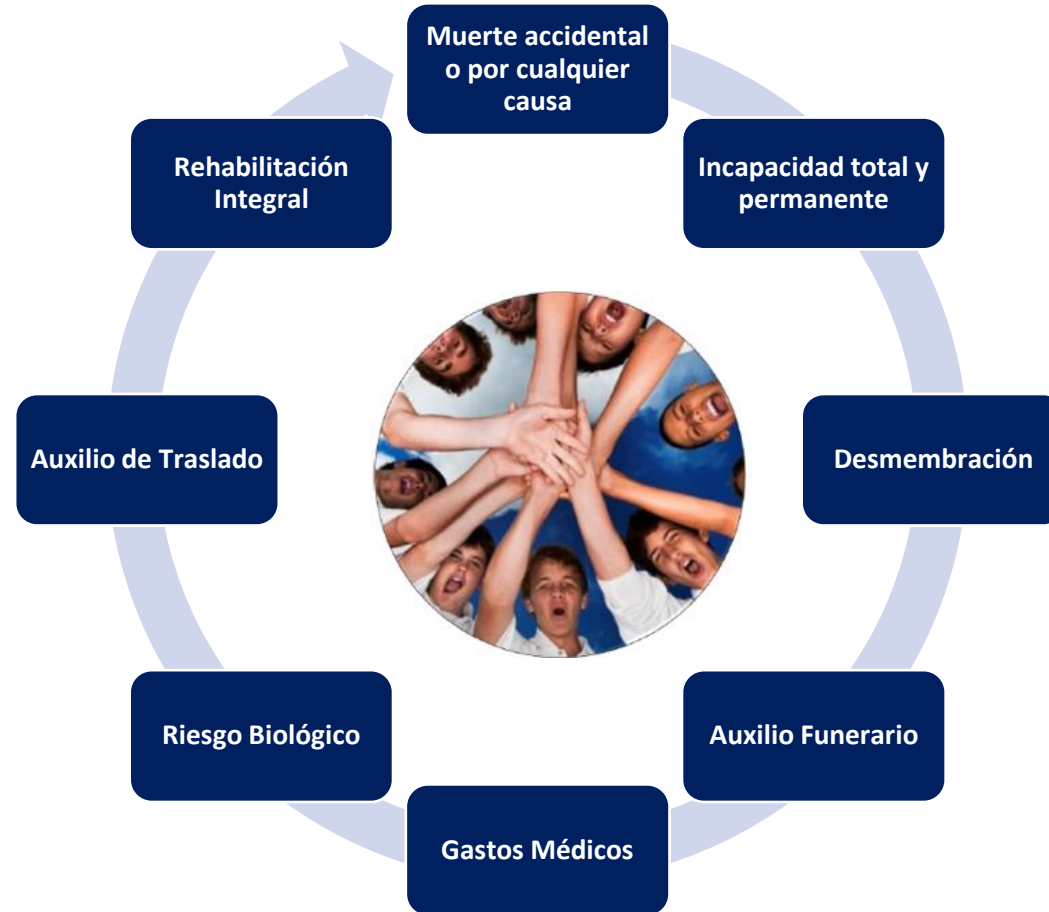 Muerte accidental
o por cualquier
causa
Incapacidad total y
permanente
Desmembración
Auxilio Funerario
Gastos Médicos
Riesgo Biológico
Auxilio de Traslado
Rehabilitación
Integral